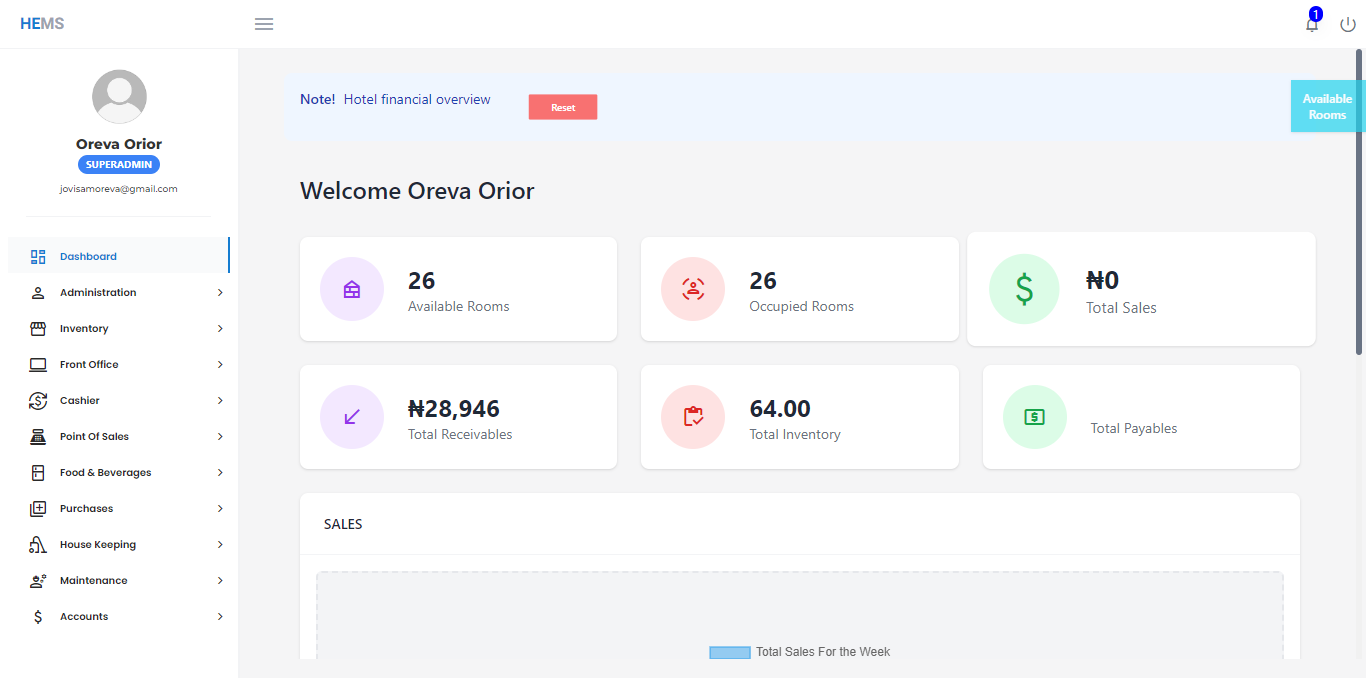 HEMS
1
Oreva Orior
SUPERADMIN
jovisamoreva@gmail.com
Dashboard
Administration
Inventory
Front Office
Cashier
Point Of Sales
Food & Beverages
Purchases
House Keeping
Maintenance
Accounts
Note! Hotel financial overview
Reset
Available
Rooms
Welcome Oreva Orior
26
Available Rooms
26
Occupied Rooms
₦0
Total Sales
₦28,946
Total Receivables
64.00
Total Inventory
Total Payables
SALES
Total Sales For the Week